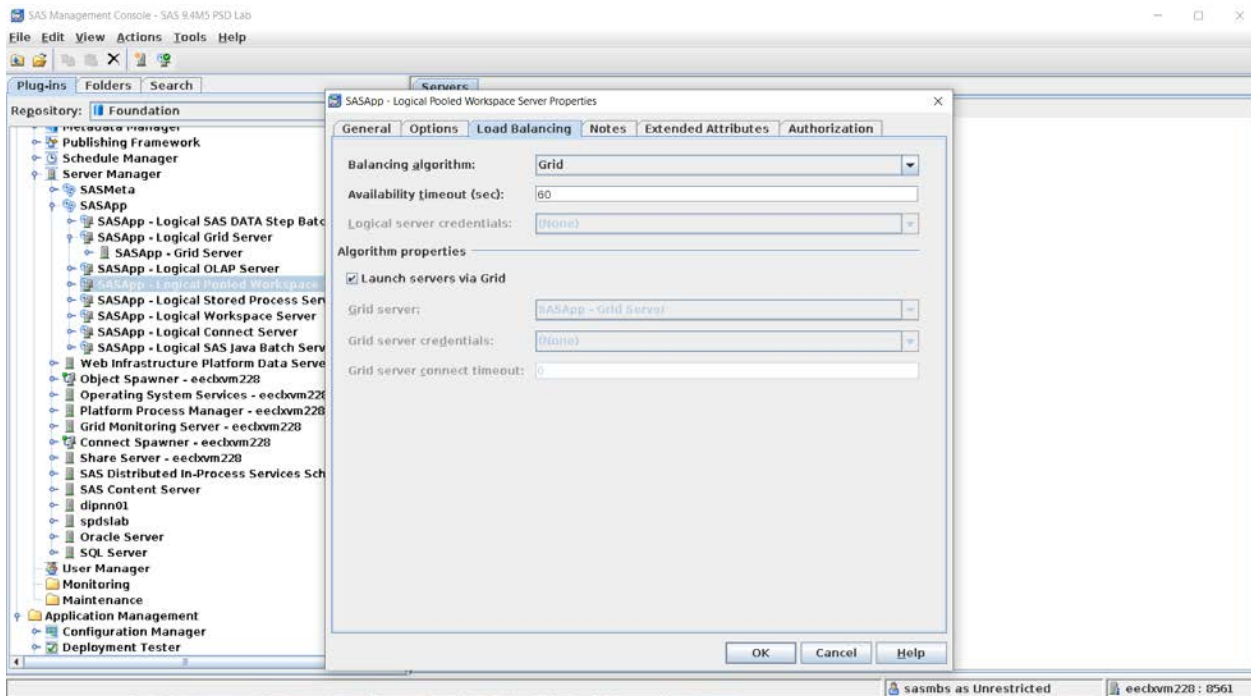 SAS Management Console - SAS 9.4M5 PSD Lab
File Edit View Actions Tools Help
Plug-ins Folders Search
Servers
Repository: Foundation
Metadata Manager
Publishing Framework
Schedule Manager
Server Manager
SASMeta
SASApp
SASApp - Logical SAS DATA Step Batc
SASApp - Logical Grid Server
SASApp - Grid Server
SASApp - Logical OLAP Server
SASApp - Logical Pooled Workspace
SASApp - Logical Stored Process Ser
SASApp - Logical Workspace Server
SASApp - Logical Connect Server
SASApp - Logical SAS Java Batch Serv
Web Infrastructure Platform Data Serve
Object Spawner - eeclxvm228
Operating System Services - eeclxvm228
Platform Process Manager - eeclxvm228
Grid Monitoring Server - eeclxvm228
Connect Spawner - eeclxvm228
Share Server - eeclxvm228
SAS Distributed In-Process Services Sch
SAS Content Server
dipnn01
spdslab
Oracle Server
SQL Server
User Manager
Monitoring
Maintenance
Application Management
Configuration Manager
Deployment Tester
SASApp - Logical Pooled Workspace Server Properties
General Options Load Balancing Notes Extended Attributes Authorization
Balancing algorithm: Grid
Availability timeout (sec): 60
Logical server credentials: (None)
Algorithm properties
Launch servers via Grid
Grid server: SASApp - Grid Server
Grid server credentials: (None)
Grid server connect timeout: 0
OK Cancel Help
sasmbs as Unrestricted
eeclxvm228 : 8561